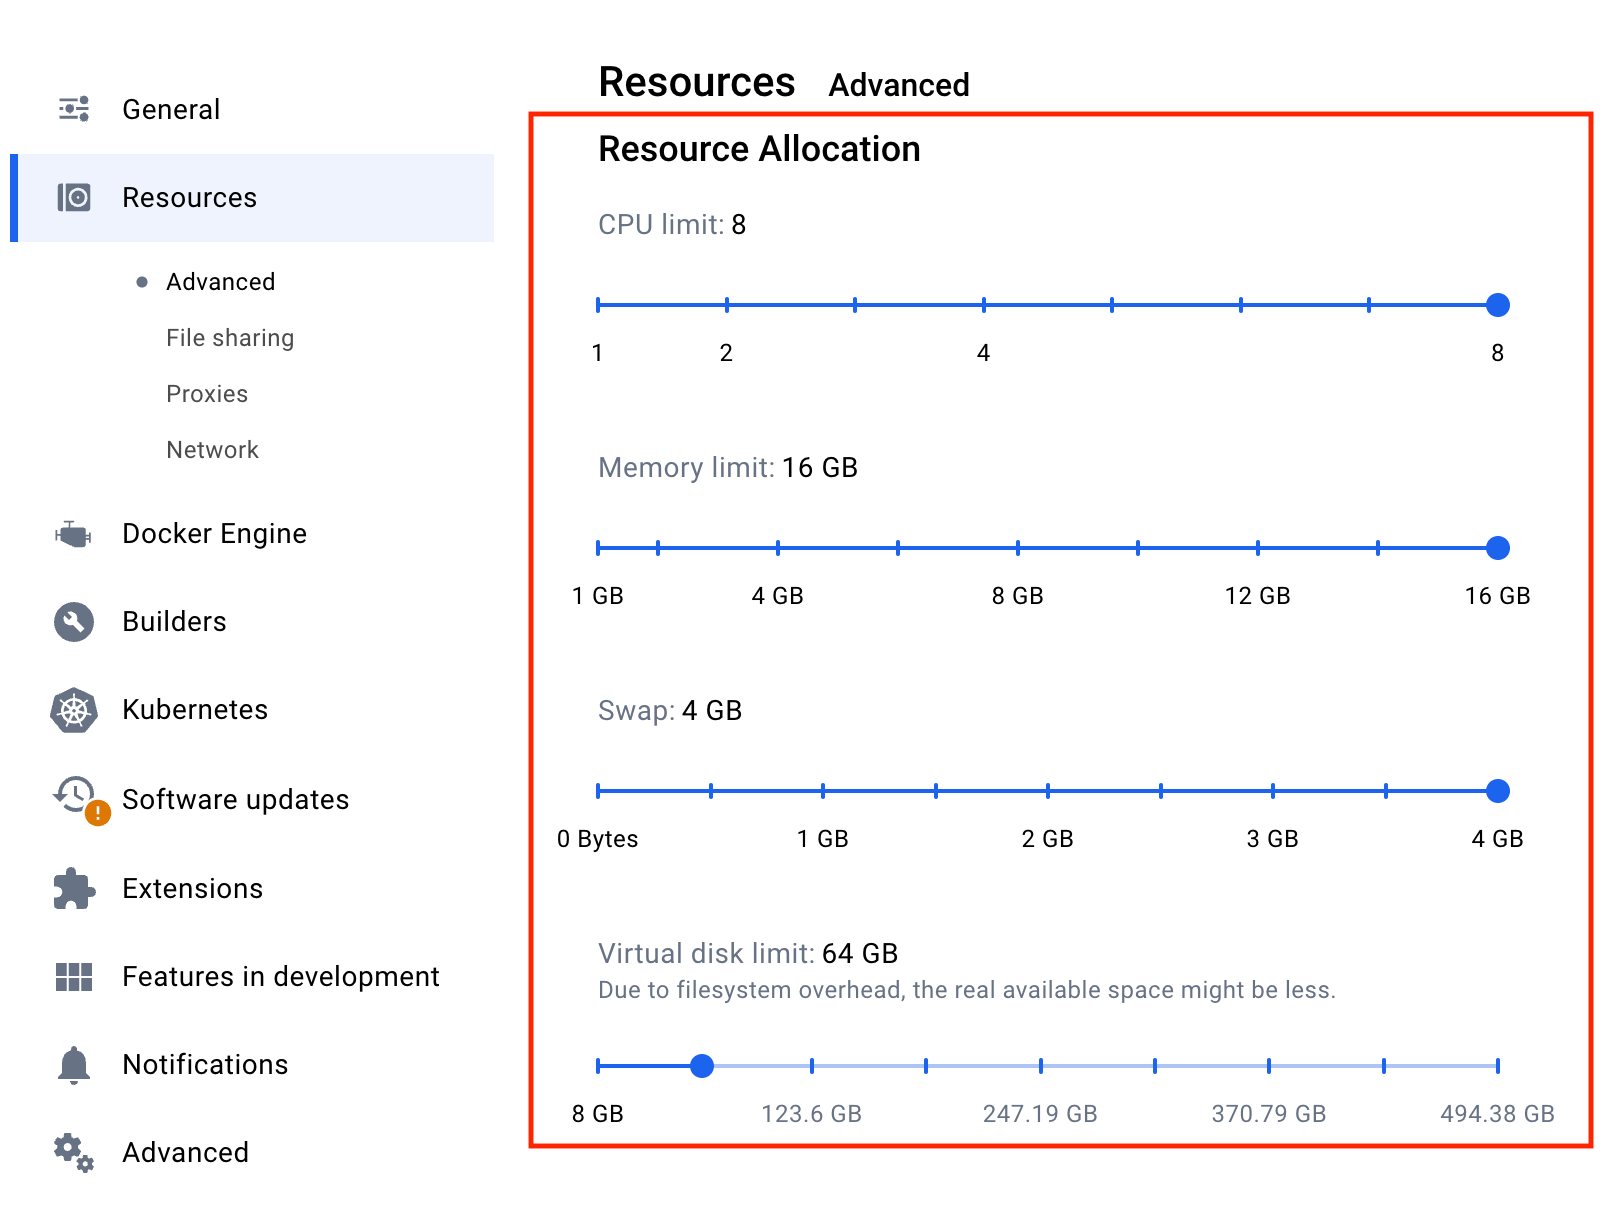 General
Resources
Advanced
File sharing
Proxies
Network
Docker Engine
Builders
Kubernetes
Software updates
Extensions
Features in development
Notifications
Advanced
Resources Advanced
Resource Allocation
CPU limit: 8
1 2 4 8
Memory limit: 16 GB
1 GB 4 GB 8 GB 12 GB 16 GB
Swap: 4 GB
0 Bytes 1 GB 2 GB 3 GB 4 GB
Virtual disk limit: 64 GB
Due to filesystem overhead, the real available space might be less.
8 GB 123.6 GB 247.19 GB 370.79 GB 494.38 GB